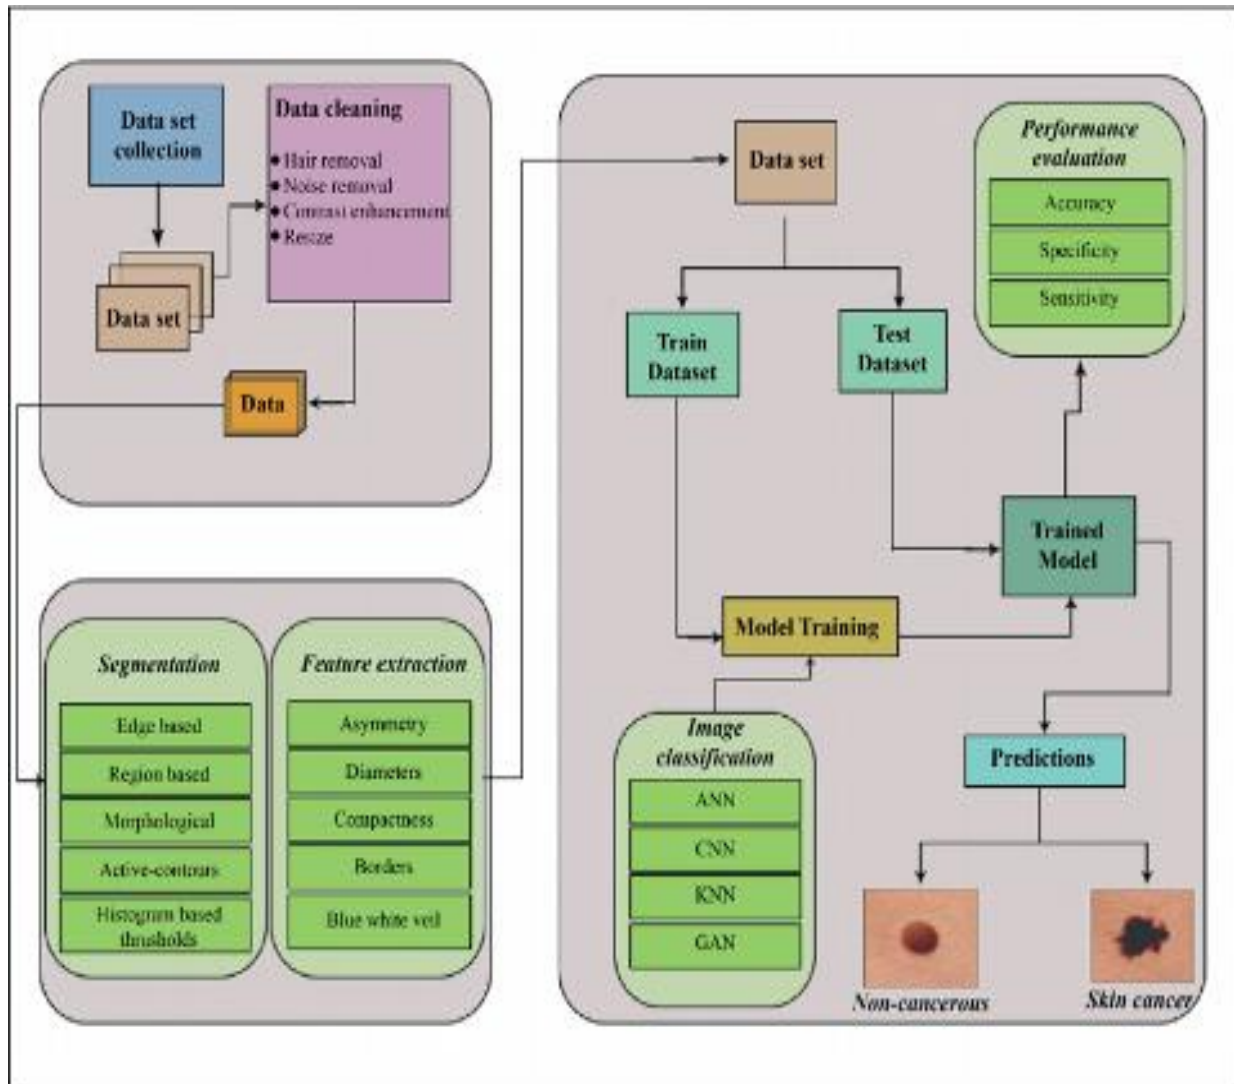 Data set
collection
Data cleaning
Hair removal
Noise removal
Contrast enhancement
Resize
Data set
Data
Segmentation
Edge based
Region based
Morphological
Active-contours
Histogram based
thresholds
Feature extraction
Asymmetry
Diameters
Compactness
Borders
Blue white veil
Data set
Train
Dataset
Test
Dataset
Performance
evaluation
Accuracy
Specificity
Sensitivity
Trained
Model
Model Training
Image
classification
ANN
CNN
KNN
GAN
Predictions
Non-cancerous
Skin cancer